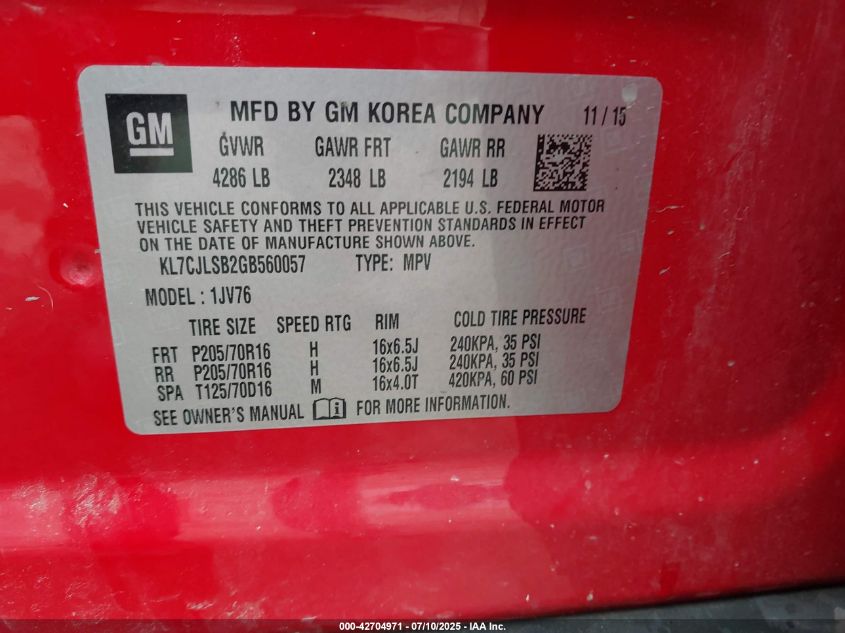 GM
MFD BY GM KOREA COMPANY 11 / 15
GVWR GAWR FRT GAWR RR
4286 LB 2348 LB 2194 LB
THIS VEHICLE CONFORMS TO ALL APPLICABLE U.S. FEDERAL MOTOR
VEHICLE SAFETY AND THEFT PREVENTION STANDARDS IN EFFECT
ON THE DATE OF MANUFACTURE SHOWN ABOVE.
KL7CJLSB2GB560057 TYPE: MPV
MODEL : 1JV76
TIRE SIZE SPEED RTG RIM COLD TIRE PRESSURE
FRT P205/70R16 H 16x6.5J 240KPA, 35 PSI
RR P205/70R16 H 16x6.5J 240KPA, 35 PSI
SPA T125/70D16 M 16x4.0T 420KPA, 60 PSI
SEE OWNER'S MANUAL i FOR MORE INFORMATION.
000-42704971 - 07/10/2025 - IAA Inc.